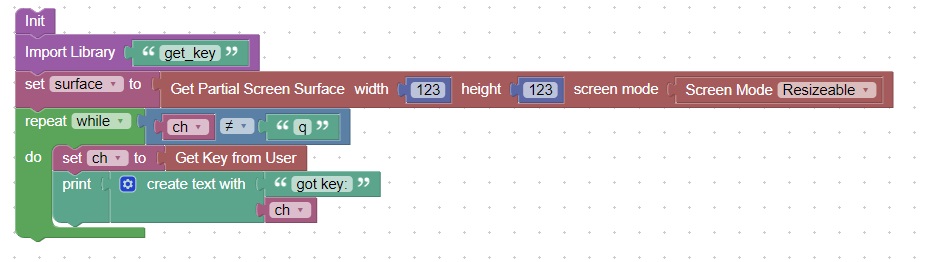 Init
Import Library “ get_key ”
set surface to Get Partial Screen Surface width 123 height 123 screen mode Screen Mode Resizeable
repeat while ch ≠ “ q ”
do set ch to Get Key from User
print create text with “ got key: ”
ch